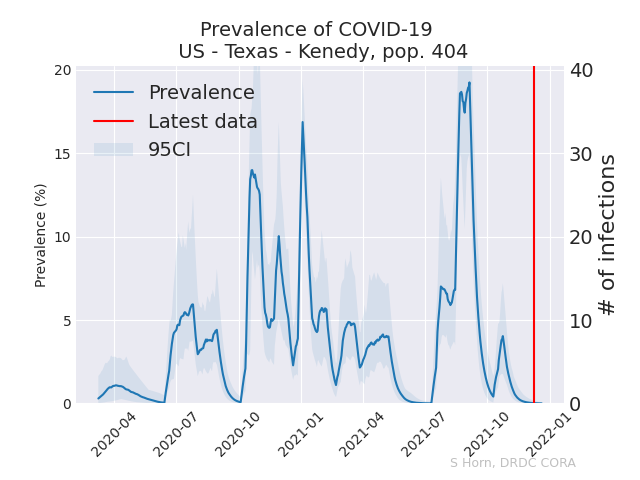 Prevalence of COVID-19
US - Texas - Kenedy, pop. 404
Prevalence
Latest data
95CI
Prevalence (%)
0
5
10
15
20
# of infections
0
10
20
30
40
2020-04
2020-07
2020-10
2021-01
2021-04
2021-07
2021-10
2022-01
S Horn, DRDC CORA